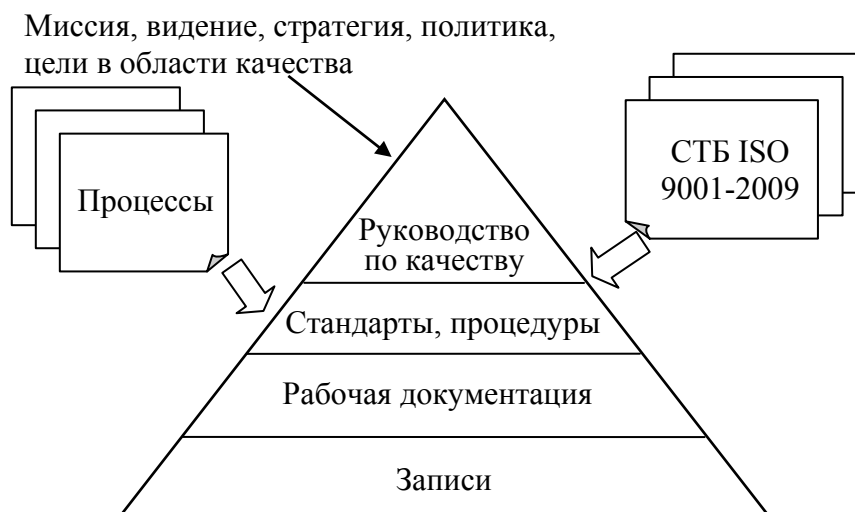 Миссия, видение, стратегия, политика,
цели в области качества
Процессы
СТБ ISO
9001-2009
Руководство
по качеству
Стандарты, процедуры
Рабочая документация
Записи